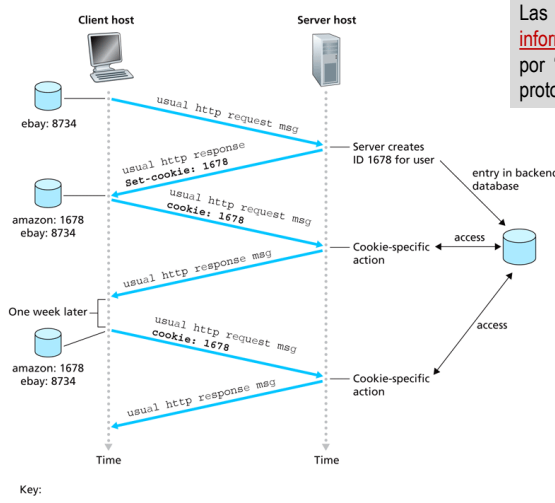 Client host
Server host
Las
infor
por
proto
ebay: 8734
usual http request msg
Server creates
ID 1678 for user
usual http response
Set-cookie: 1678
entry in backend
database
amazon: 1678
ebay: 8734
usual http request msg
cookie: 1678
access
Cookie-specific
action
usual http response msg
One week later
access
usual http request msg
cookie: 1678
amazon: 1678
ebay: 8734
Cookie-specific
action
usual http response msg
Time
Time
Key: